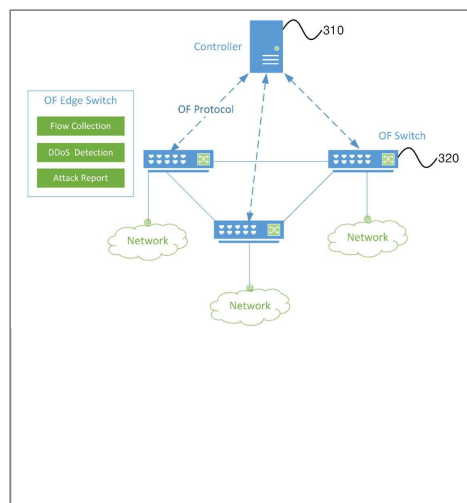 310
Controller
OF Edge Switch
Flow Collection
DDoS Detection
Attack Report
OF Protocol
OF Switch
320
Network
Network
Network